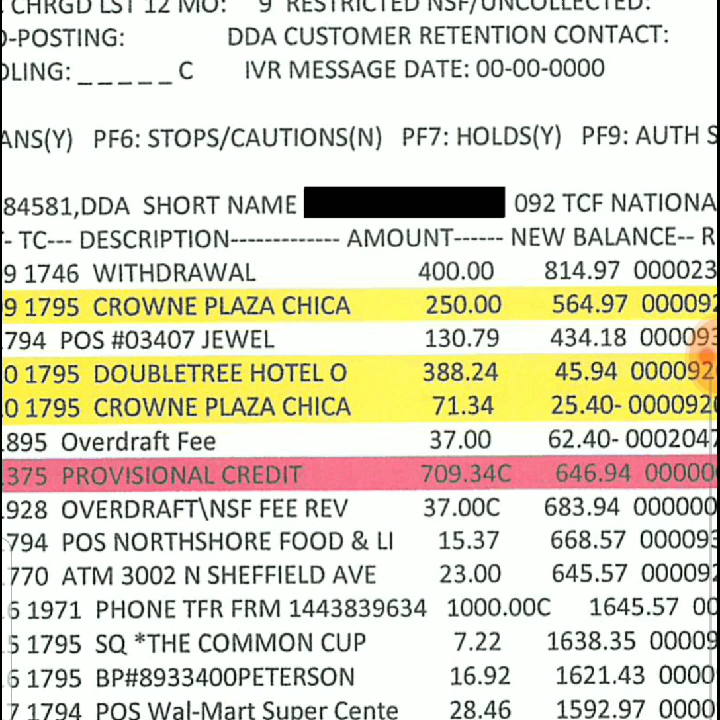 CHRGD LST 12 MO: 9 RESTRICTED NSF/UNCOLLECTED:
-POSTING: DDA CUSTOMER RETENTION CONTACT:
DLING: _ _ _ _ _ C IVR MESSAGE DATE: 00-00-0000
ANS(Y) PF6: STOPS/CAUTIONS(N) PF7: HOLDS(Y) PF9: AUTH S
84581,DDA SHORT NAME 092 TCF NATIONA
- TC--- DESCRIPTION------------- AMOUNT------ NEW BALANCE-- R
9 1746 WITHDRAWAL 400.00 814.97 000023
9 1795 CROWNE PLAZA CHICA 250.00 564.97 000092
794 POS #03407 JEWEL 130.79 434.18 000093
0 1795 DOUBLETREE HOTEL O 388.24 45.94 000092
0 1795 CROWNE PLAZA CHICA 71.34 25.40- 000092
895 Overdraft Fee 37.00 62.40- 0002047
375 PROVISIONAL CREDIT 709.34C 646.94 00000
928 OVERDRAFT\NSF FEE REV 37.00C 683.94 000000
794 POS NORTHSHORE FOOD & LI 15.37 668.57 000093
770 ATM 3002 N SHEFFIELD AVE 23.00 645.57 000092
6 1971 PHONE TFR FRM 1443839634 1000.00C 1645.57 00
5 1795 SQ *THE COMMON CUP 7.22 1638.35 00009
6 1795 BP#8933400PETERSON 16.92 1621.43 0000
7 1794 POS Wal-Mart Super Cente 28.46 1592.97 0000